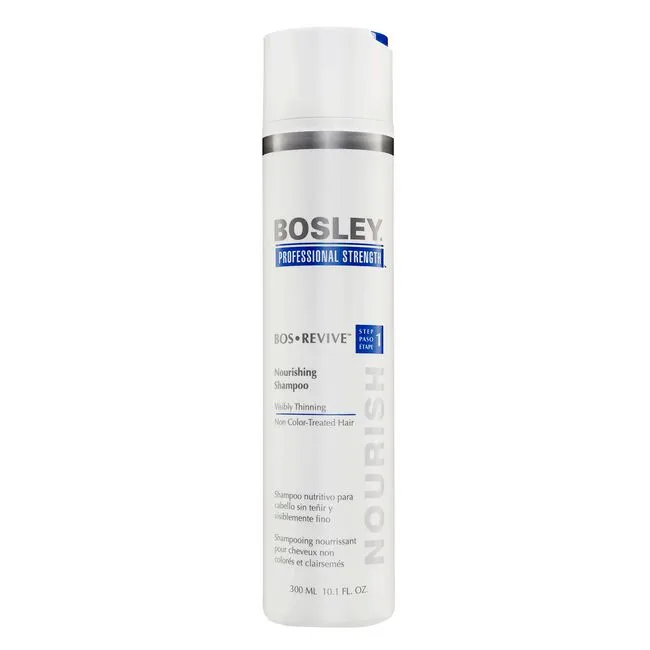 BOSLEY.
PROFESSIONAL STRENGTH™
BOS•REVIVE™
STEP
PASO
ÉTAPE
1
Nourishing
Shampoo
Visibly Thinning
Non Color-Treated Hair
NOURISH
Shampoo nutritivo para
cabello sin teñir y
visiblemente fino
Shampooing nourrissant
pour cheveux non
colorés et clairsemés
300 ML 10.1 FL. OZ.